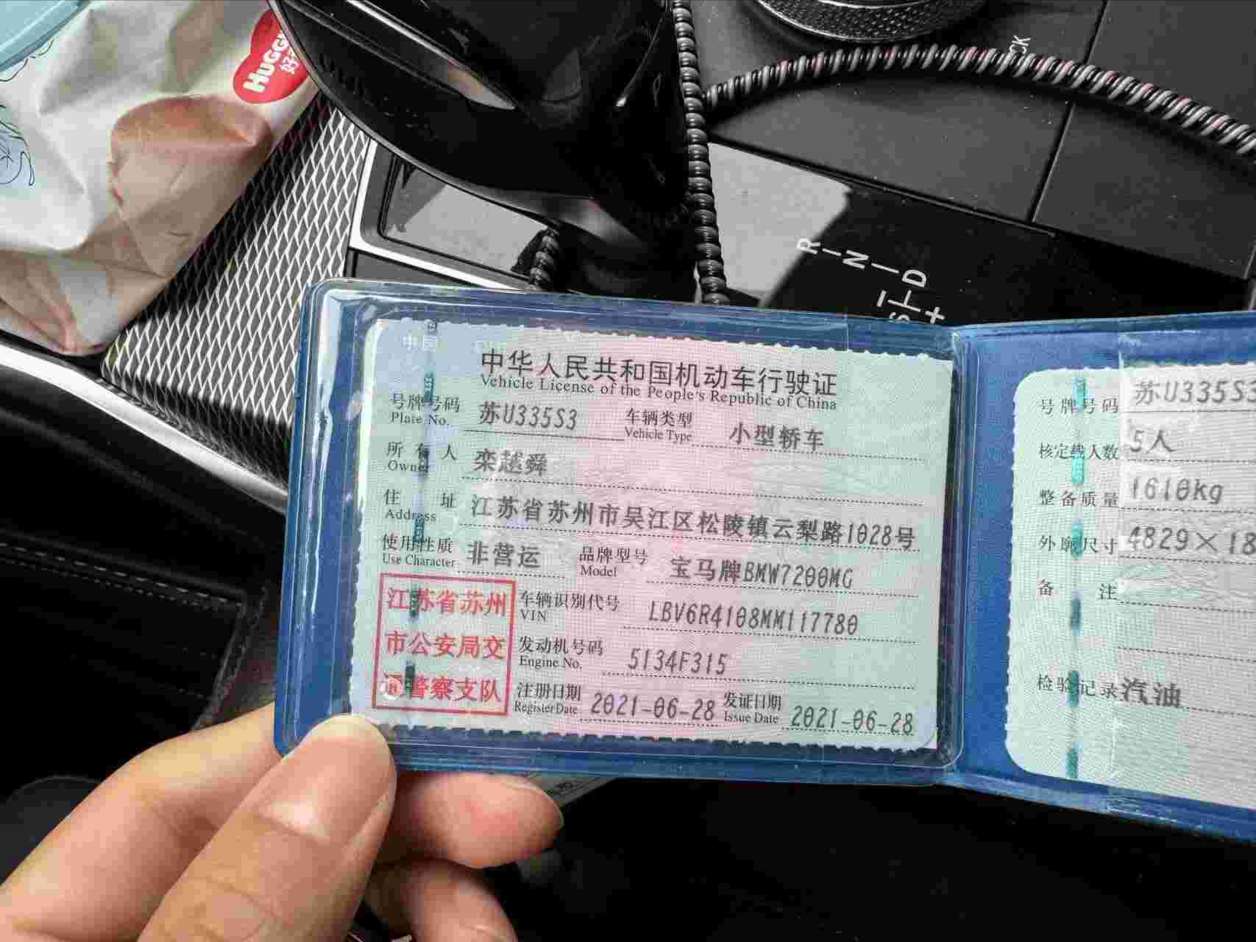 HUGGI
好
CK
R
N
D
S
+
中国
中华人民共和国机动车行驶证
Vehicle License of the People's Republic of China
号牌号码 苏U335S3 车辆类型 小型轿车
Plate No. Vehicle Type
所有人 栾越舜
Owner
住址 江苏省苏州市吴江区松陵镇云梨路1028号
Address
使用性质 非营运 品牌型号 宝马牌BMW7200MG
Use Character Model
江苏省苏州
市公安局交
通警察支队
车辆识别代号 LBV6R4108MM117780
VIN
发动机号码 5134F315
Engine No.
注册日期 2021-06-28 发证日期 2021-06-28
Register Date Issue Date
号牌号码 苏U335S3
核定载人数 5人
整备质量 1610kg
外廓尺寸 4829×18
备注
检验记录 汽油